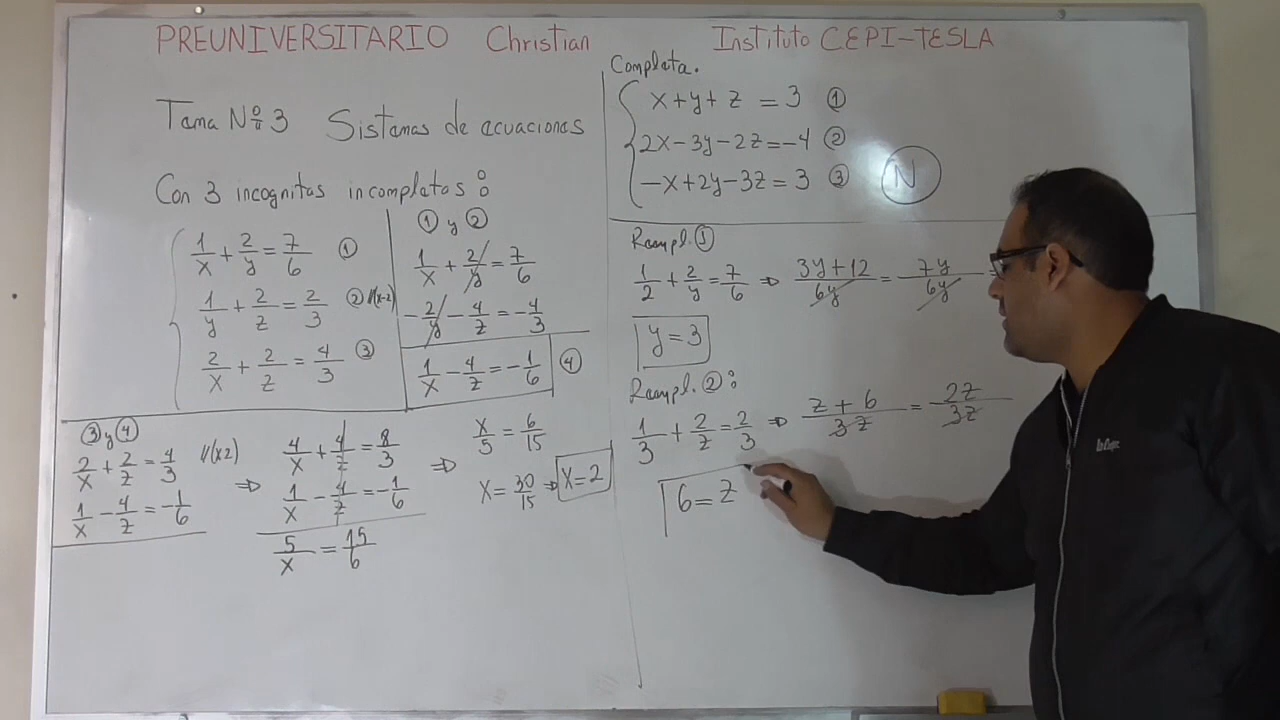 PREUNIVERSITARIO Christian Instituto CEPI-TESLA
Tema Nº 3 Sistemas de ecuaciones
Con 3 incognitas incompletos:
1/x + 2/y = 7/6 ①
1/y + 2/z = 2/3 ② //(x-2)
2/x + 2/z = 4/3 ③
① y ②
1/x + 2/y = 7/6
-2/y - 4/z = -4/3
1/x - 4/z = -1/6 ④
③ y ④
2/x + 2/z = 4/3 //(x2)
1/x - 4/z = -1/6
⇒ 4/x + 4/z = 8/3
1/x - 4/z = -1/6
5/x = 15/6
⇒ x/5 = 6/15
x = 30/15 ⇒ x = 2
Completa.
x + y + z = 3 ①
2x - 3y - 2z = -4 ②
-x + 2y - 3z = 3 ③
N
Reempl. ①
1/2 + 2/y = 7/6 ⇒ 3y + 12/6y = 7y/6y =
y = 3
Reempl. ②:
1/3 + 2/z = 2/3 ⇒ z + 6/3z = 2z/3z
6 = z
Lee Cooper